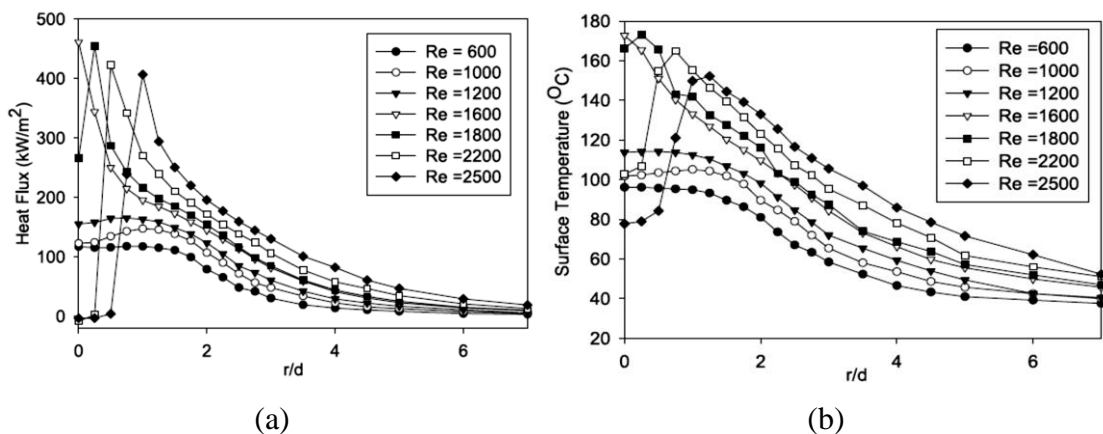 500
400
300
200
100
0
Heat Flux (kW/m²)
Re = 600
Re =1000
Re =1200
Re =1600
Re =1800
Re =2200
Re =2500
0 2 4 6
r/d
(a)
180
160
140
120
100
80
60
40
20
Surface Temperature (ᴼC)
Re =600
Re =1000
Re =1200
Re =1600
Re =1800
Re =2200
Re =2500
0 2 4 6
r/d
(b)